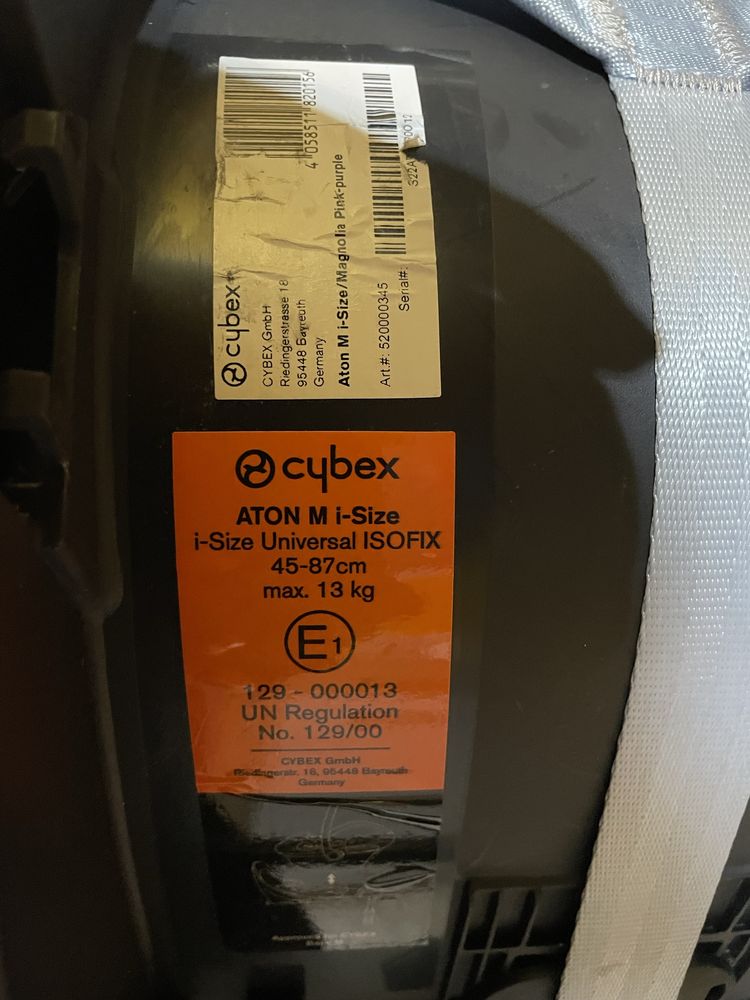 4 058511 820156
cybex
CYBEX GmbH
Riedingerstrasse 18
95448 Bayreuth
Germany
Aton M i-Size/Magnolia Pink-purple
Art.#: 520000345
Serial#:
cybex
ATON M i-Size
i-Size Universal ISOFIX
45-87cm
max. 13 kg
E1
129 - 000013
UN Regulation
No. 129/00
CYBEX GmbH
Riedingerstr. 18, 95448 Bayreuth
Germany
CYBEX